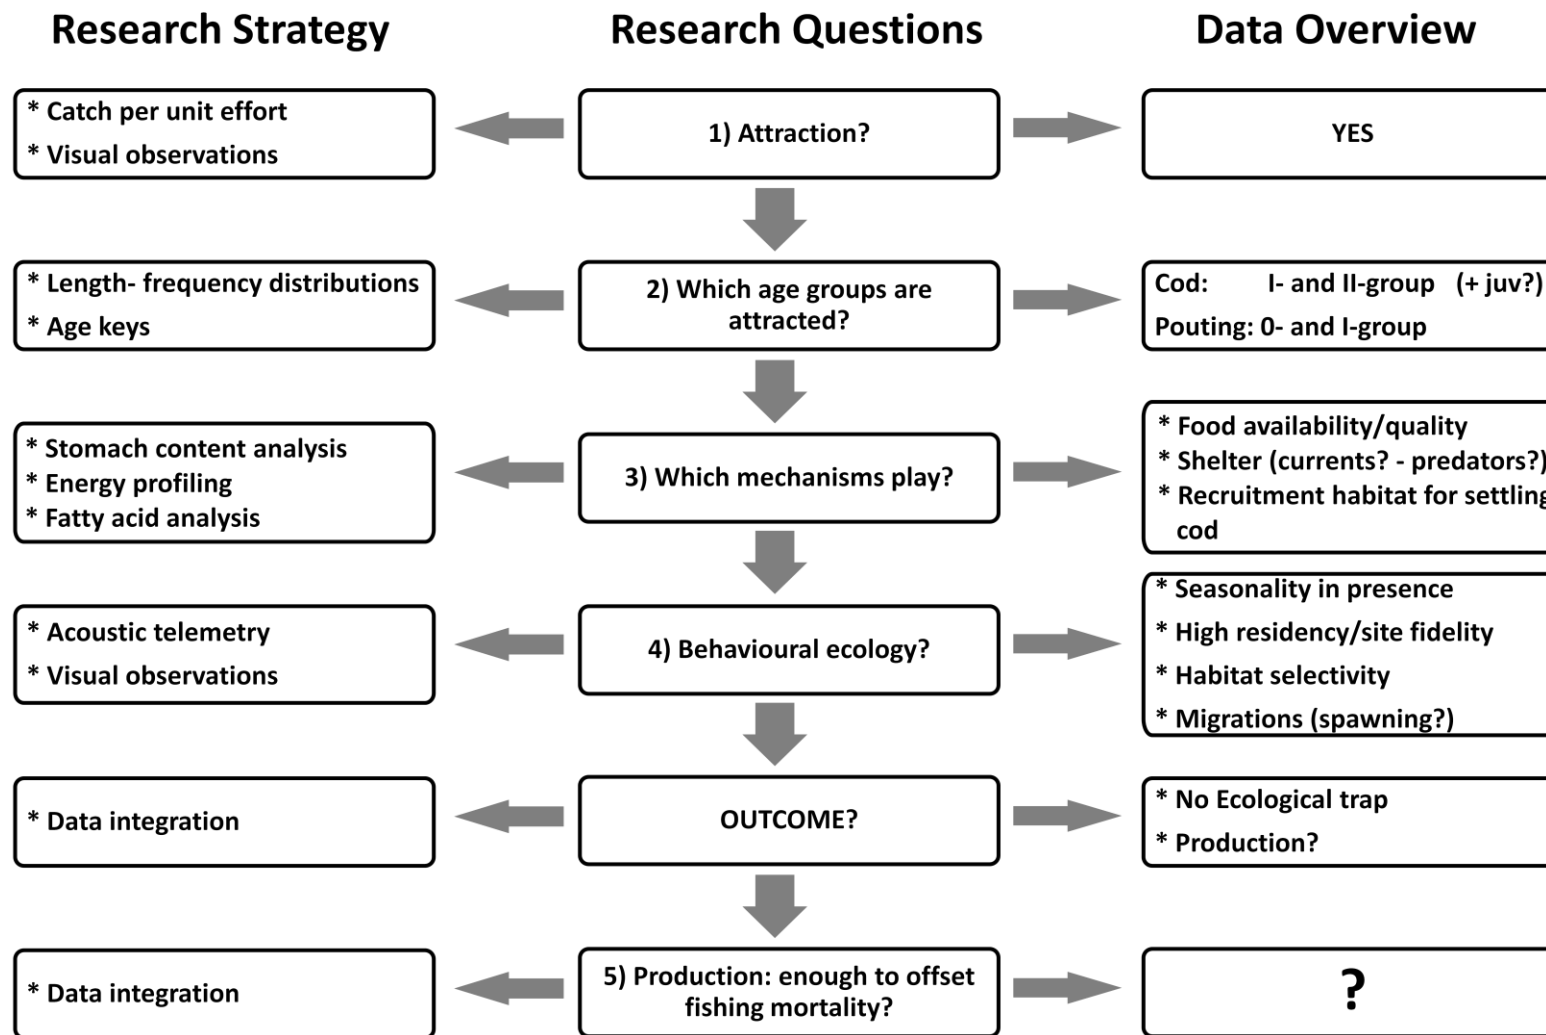 Research Strategy
Research Questions
Data Overview
* Catch per unit effort
* Visual observations
1) Attraction?
YES
* Length- frequency distributions
* Age keys
2) Which age groups are
attracted?
Cod: I- and II-group (+ juv?)
Pouting: 0- and I-group
* Stomach content analysis
* Energy profiling
* Fatty acid analysis
3) Which mechanisms play?
* Food availability/quality
* Shelter (currents? - predators?)
* Recruitment habitat for settling
cod
* Acoustic telemetry
* Visual observations
4) Behavioural ecology?
* Seasonality in presence
* High residency/site fidelity
* Habitat selectivity
* Migrations (spawning?)
* Data integration
OUTCOME?
* No Ecological trap
* Production?
* Data integration
5) Production: enough to offset
fishing mortality?
?